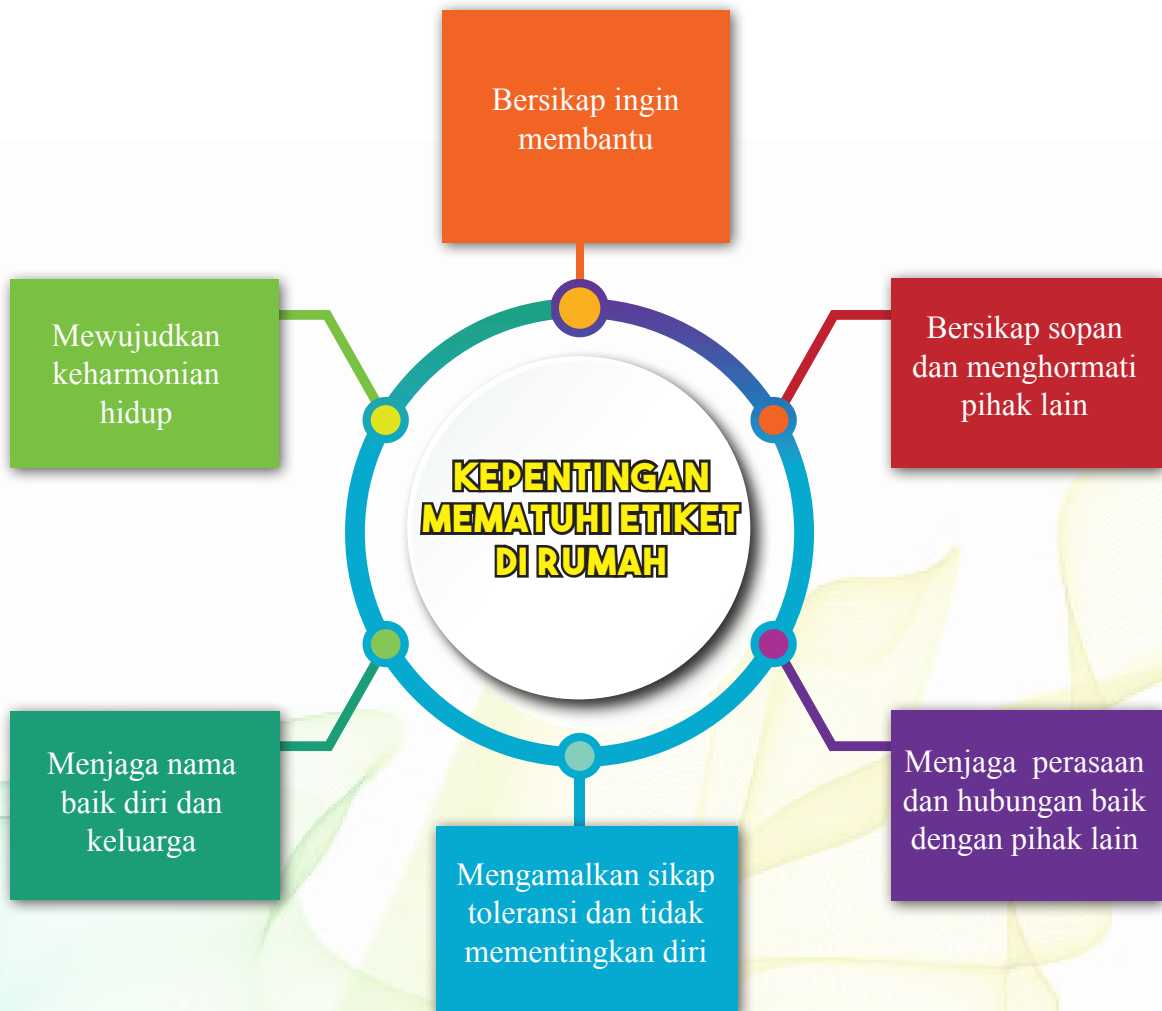 Bersikap ingin
membantu
Mewujudkan
keharmonian
hidup
Bersikap sopan
dan menghormati
pihak lain
KEPENTINGAN
MEMATUHI ETIKET
DI RUMAH
Menjaga nama
baik diri dan
keluarga
Menjaga perasaan
dan hubungan baik
dengan pihak lain
Mengamalkan sikap
toleransi dan tidak
mementingkan diri